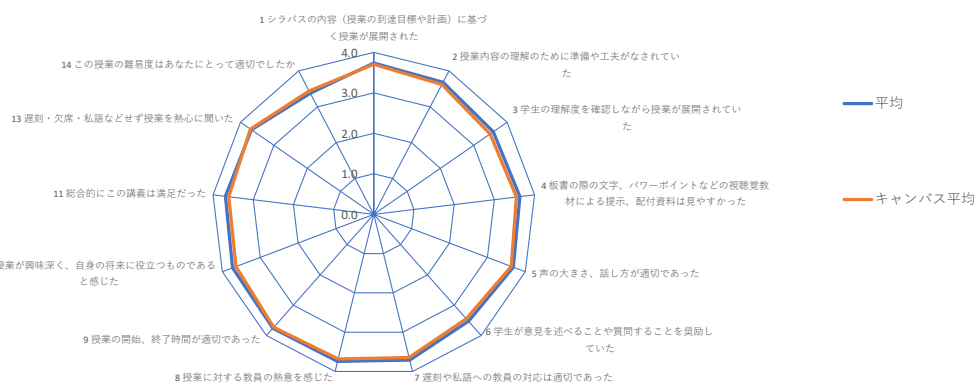 1 シラバスの内容（授業の到達目標や計画）に基づ
く授業が展開された
2 授業内容の理解のために準備や工夫がなされてい
た
3 学生の理解度を確認しながら授業が展開されてい
た
4 板書の際の文字、パワーポイントなどの視聴覚教
材による提示、配付資料は見やすかった
5 声の大きさ、話し方が適切であった
6 学生が意見を述べることや質問することを奨励し
ていた
7 遅刻や私語への教員の対応は適切であった
8 授業に対する教員の熱意を感じた
9 授業の開始、終了時間が適切であった
授業が興味深く、自身の将来に役立つものである
と感じた
11 総合的にこの講義は満足だった
13 遅刻・欠席・私語などせず授業を熱心に聞いた
14 この授業の難易度はあなたにとって適切でしたか
4.0
3.0
2.0
1.0
0.0
平均
キャンパス平均